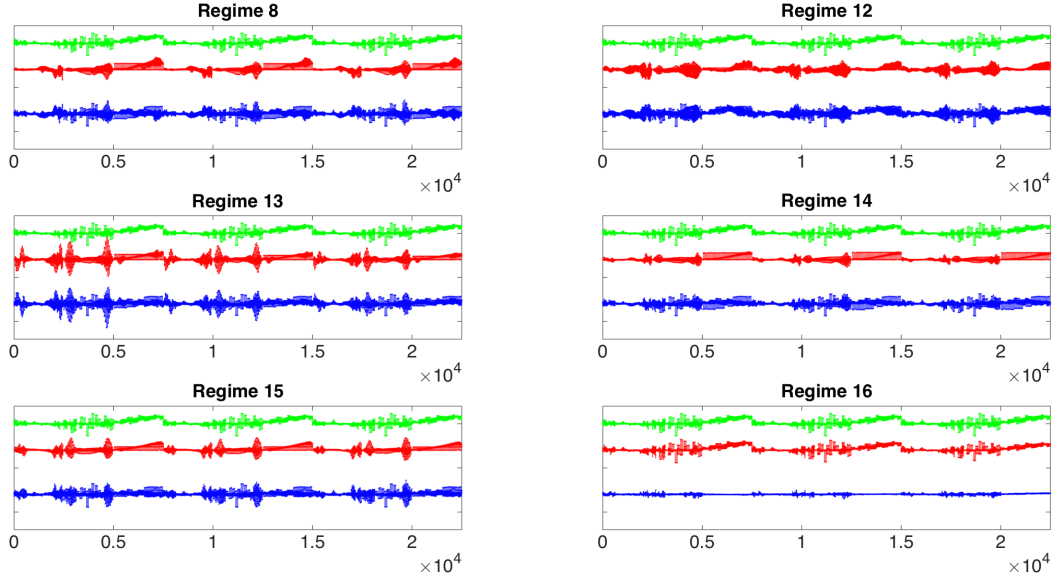 Regime 8
0 0.5 1 1.5 2
×10^4
Regime 12
0 0.5 1 1.5 2
×10^4
Regime 13
0 0.5 1 1.5 2
×10^4
Regime 14
0 0.5 1 1.5 2
×10^4
Regime 15
0 0.5 1 1.5 2
×10^4
Regime 16
0 0.5 1 1.5 2
×10^4